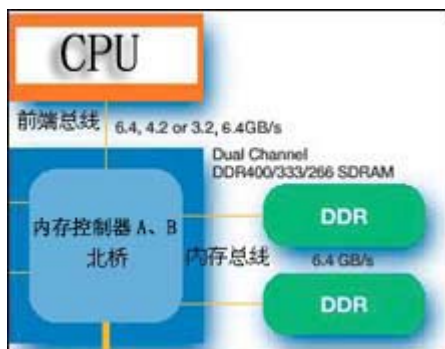 CPU
前端总线 6.4, 4.2 or 3.2, 6.4GB/s
Dual Channel
DDR400/333/266 SDRAM
DDR
内存控制器 A、B
北桥
内存总线 6.4 GB/s
DDR